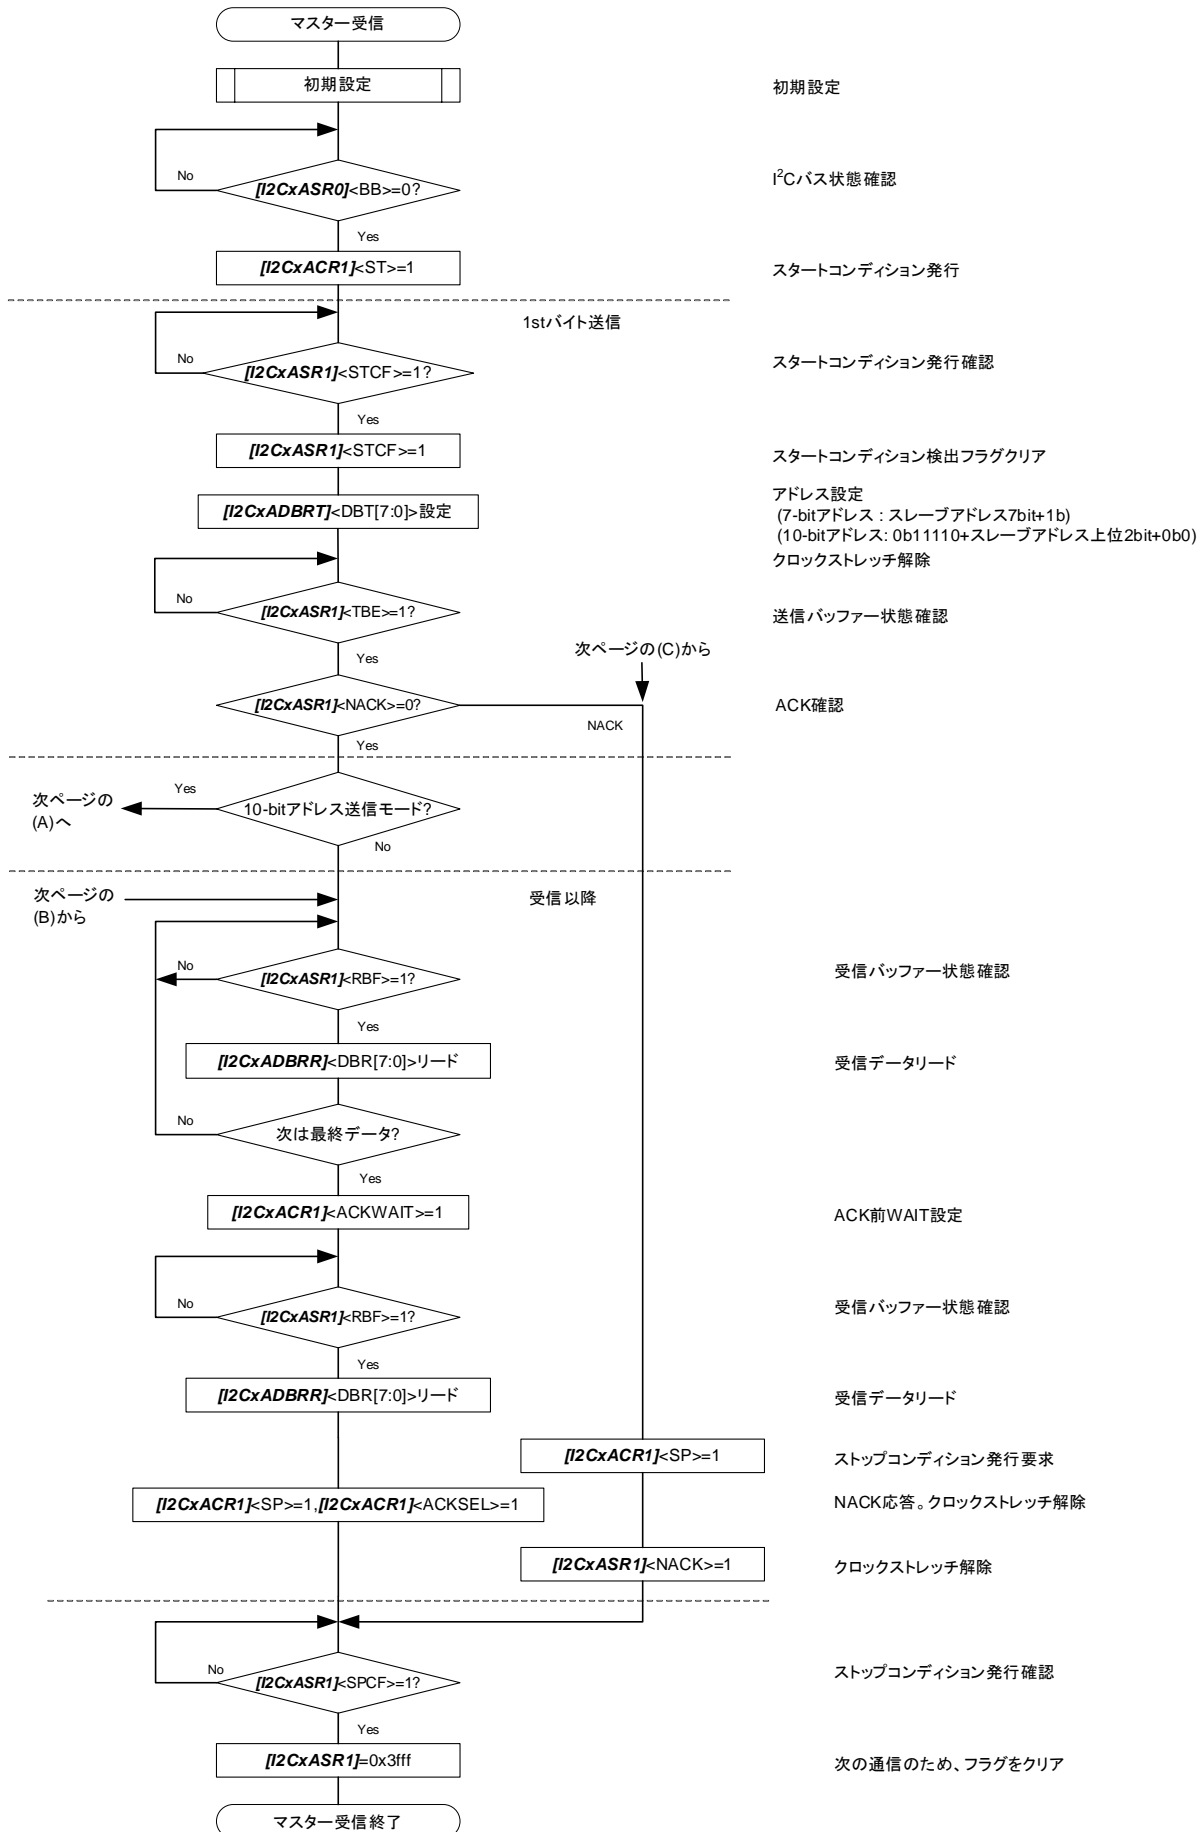 マスター受信
初期設定
初期設定
No
[I2CxASR0]<BB>=0?
I²Cバス状態確認
Yes
[I2CxACR1]<ST>=1
スタートコンディション発行
1stバイト送信
No
[I2CxASR1]<STCF>=1?
スタートコンディション発行確認
Yes
[I2CxASR1]<STCF>=1
スタートコンディション検出フラグクリア
[I2CxADBRT]<DBT[7:0]>設定
アドレス設定
(7-bitアドレス : スレーブアドレス7bit+1b)
(10-bitアドレス: 0b11110+スレーブアドレス上位2bit+0b0)
クロックストレッチ解除
No
[I2CxASR1]<TBE>=1?
送信バッファー状態確認
Yes
次ページの(C)から
[I2CxASR1]<NACK>=0?
ACK確認
NACK
Yes
次ページの
(A)へ
Yes
10-bitアドレス送信モード?
No
次ページの
(B)から
受信以降
No
[I2CxASR1]<RBF>=1?
受信バッファー状態確認
Yes
[I2CxADBRR]<DBR[7:0]>リード
受信データリード
No
次は最終データ?
Yes
[I2CxACR1]<ACKWAIT>=1
ACK前WAIT設定
No
[I2CxASR1]<RBF>=1?
受信バッファー状態確認
Yes
[I2CxADBRR]<DBR[7:0]>リード
受信データリード
[I2CxACR1]<SP>=1
ストップコンディション発行要求
[I2CxACR1]<SP>=1,[I2CxACR1]<ACKSEL>=1
NACK応答。クロックストレッチ解除
[I2CxASR1]<NACK>=1
クロックストレッチ解除
No
[I2CxASR1]<SPCF>=1?
ストップコンディション発行確認
Yes
[I2CxASR1]=0x3fff
次の通信のため、フラグをクリア
マスター受信終了